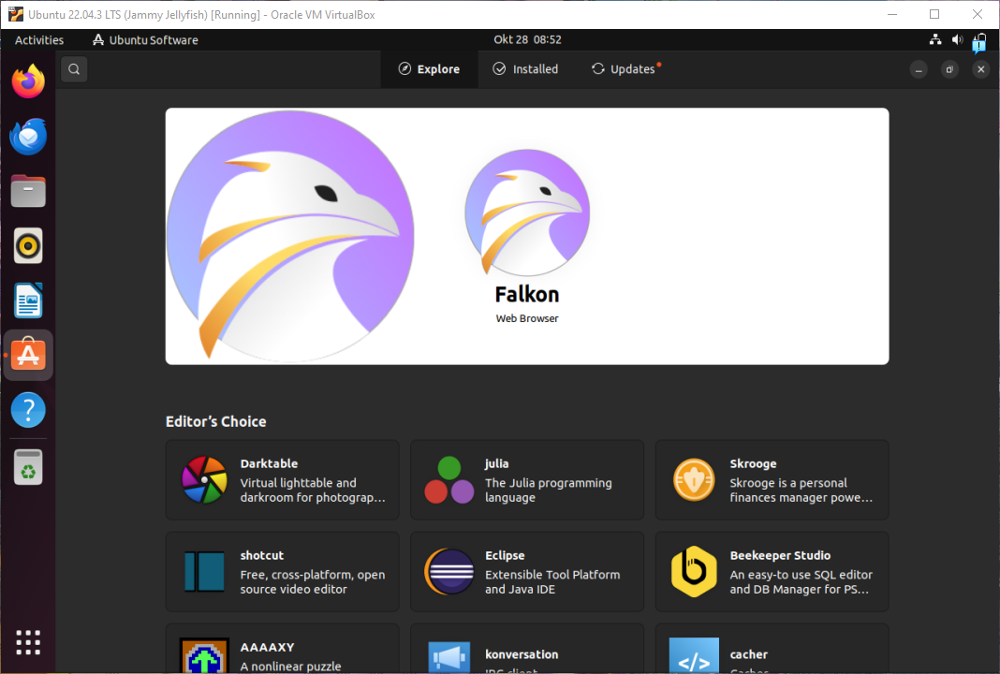 Ubuntu 22.04.3 LTS (Jammy Jellyfish) [Running] - Oracle VM VirtualBox
Activities
Ubuntu Software
Okt 28 08:52
Explore
Installed
Updates
Falkon
Web Browser
Editor’s Choice
Darktable
Virtual lighttable and
darkroom for photograp…
julia
The Julia programming
language
Skrooge
Skrooge is a personal
finances manager powe…
shotcut
Free, cross-platform, open
source video editor
Eclipse
Extensible Tool Platform
and Java IDE
Beekeeper Studio
An easy-to use SQL editor
and DB Manager for PS…
AAAAXY
A nonlinear puzzle
konversation
IRC client
cacher
Cacher